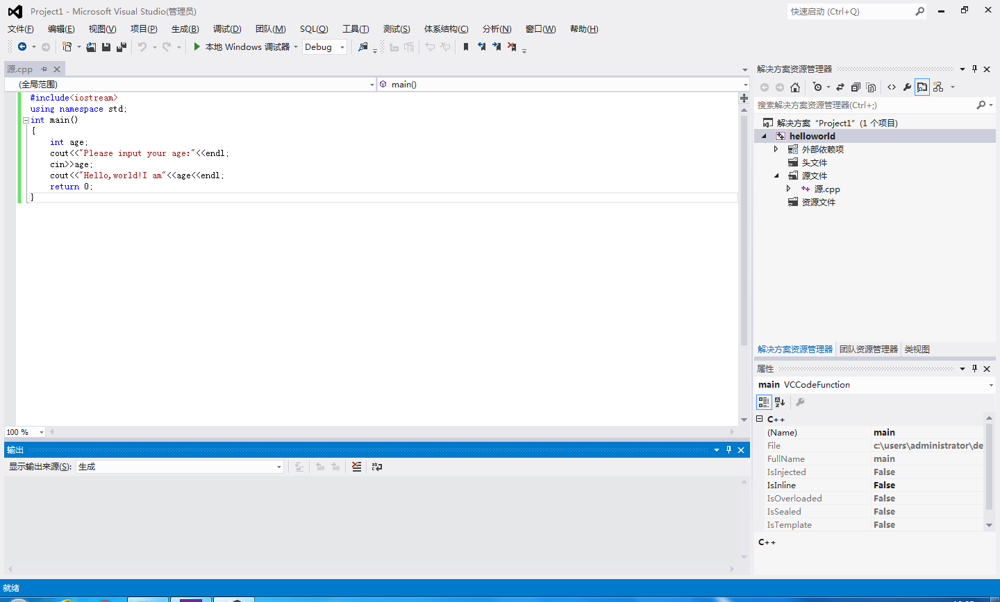 Project1 - Microsoft Visual Studio(管理员)
快速启动 (Ctrl+Q)
文件(F) 编辑(E) 视图(V) 项目(P) 生成(B) 调试(D) 团队(M) SQL(Q) 工具(T) 测试(S) 体系结构(C) 分析(N) 窗口(W) 帮助(H)
本地 Windows 调试器 Debug
源.cpp
(全局范围) main()
#include<iostream>
using namespace std;
int main()
{
int age;
cout<<"Please input your age:"<<endl;
cin>>age;
cout<<"Hello,world!I am"<<age<<endl;
return 0;
}
100 %
输出
显示输出来源(S): 生成
解决方案资源管理器
搜索解决方案资源管理器(Ctrl+;)
解决方案 "Project1" (1 个项目)
helloworld
外部依赖项
头文件
源文件
源.cpp
资源文件
解决方案资源管理器 团队资源管理器 类视图
属性
main VCCodeFunction
C++
(Name) main
File c:\users\administrator\de
FullName main
IsInjected False
IsInline False
IsOverloaded False
IsSealed False
IsTemplate False
C++
就绪